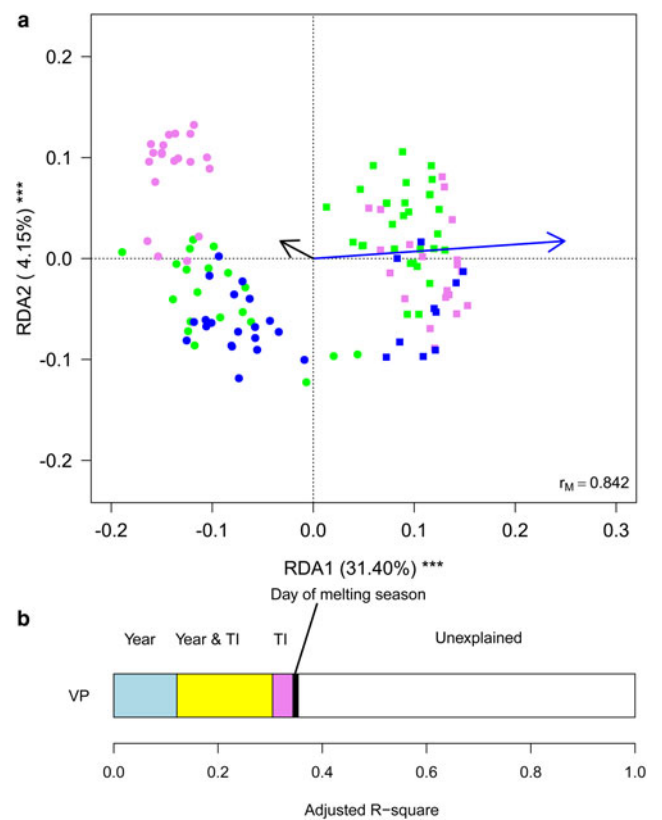 a
0.2
0.1
0.0
-0.1
-0.2
RDA2 ( 4.15%) ***
rM = 0.842
-0.2 -0.1 0.0 0.1 0.2 0.3
RDA1 (31.40%) ***
Day of melting season
b
Year Year & TI TI Unexplained
VP
0.0 0.2 0.4 0.6 0.8 1.0
Adjusted R−square